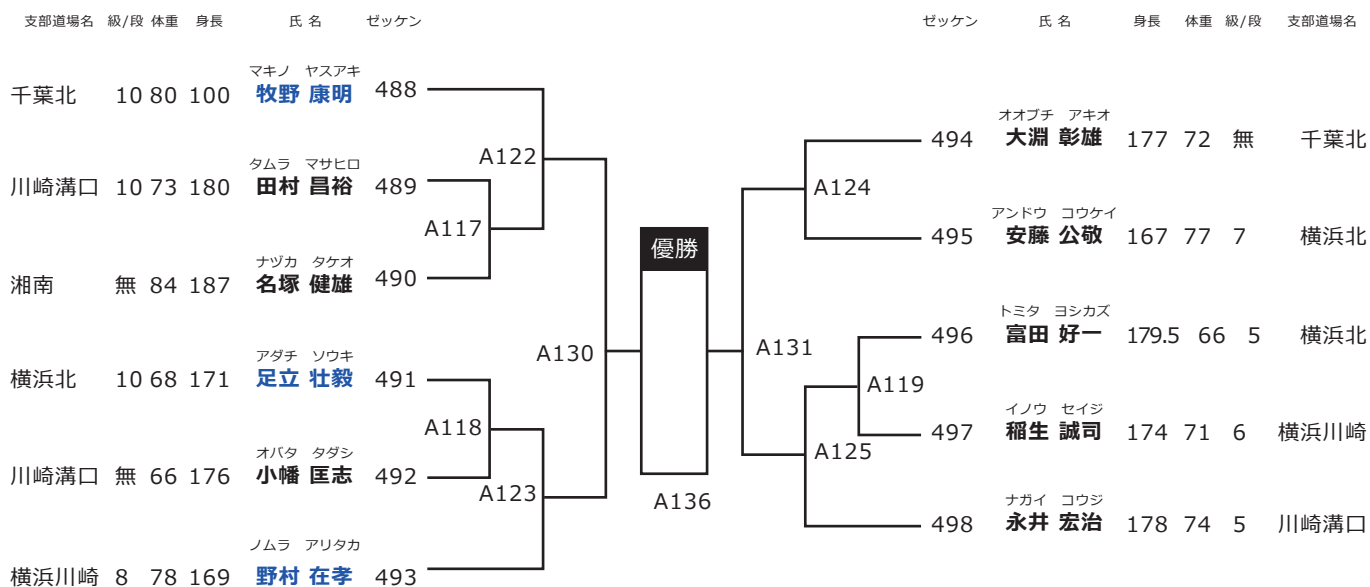 支部道場名 級/段 体重 身長 氏 名 ゼッケン
ゼッケン 氏 名 身長 体重 級/段 支部道場名
マキノ ヤスアキ
千葉北 10 80 100 牧野 康明 488
A122
タムラ マサヒロ
川崎溝口 10 73 180 田村 昌裕 489
A117
ナヅカ タケオ
湘南 無 84 187 名塚 健雄 490
A130
アダチ ソウキ
横浜北 10 68 171 足立 壮毅 491
A118
オバタ タダシ
川崎溝口 無 66 176 小幡 匡志 492
A123
ノムラ アリタカ
横浜川崎 8 78 169 野村 在孝 493
優勝
A136
オオブチ アキオ
494 大淵 彰雄 177 72 無 千葉北
A124
アンドウ コウケイ
495 安藤 公敬 167 77 7 横浜北
A131
トミタ ヨシカズ
496 富田 好一 179.5 66 5 横浜北
A119
イノウ セイジ
497 稲生 誠司 174 71 6 横浜川崎
A125
ナガイ コウジ
498 永井 宏治 178 74 5 川崎溝口